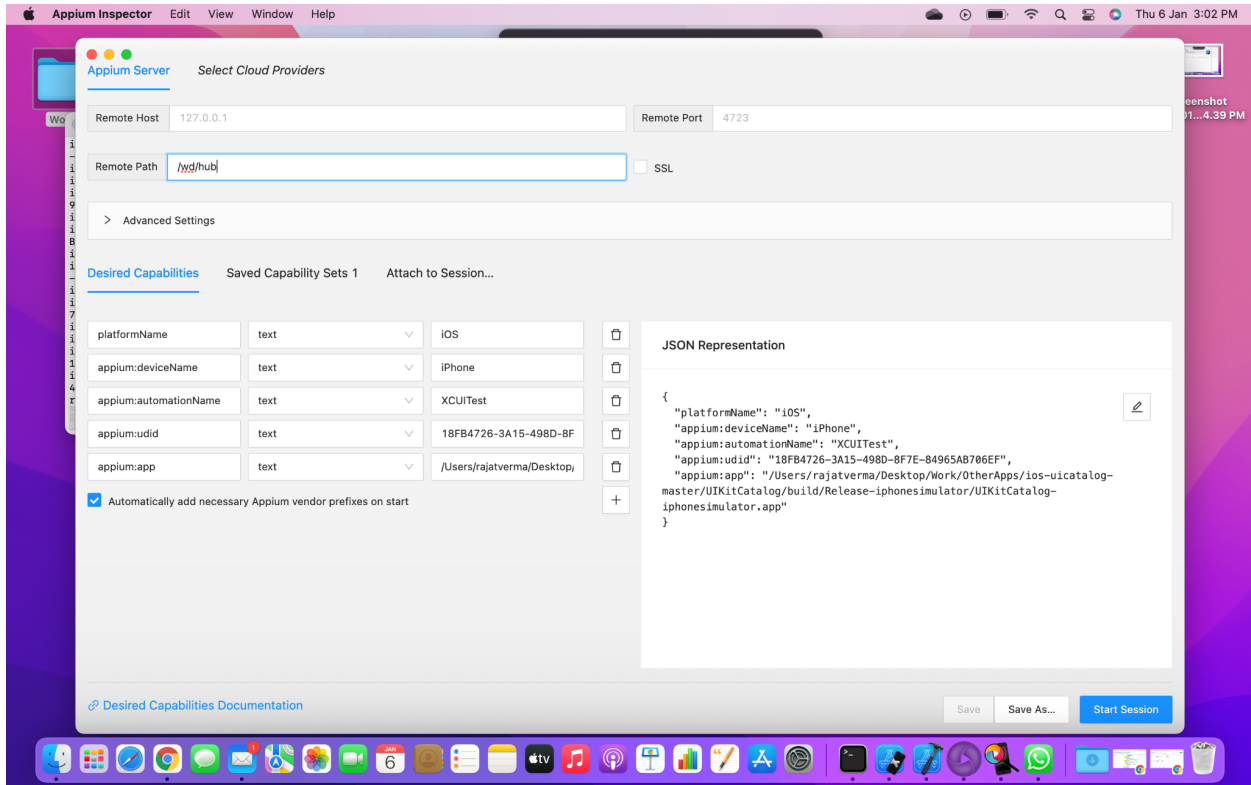 Appium Inspector Edit View Window Help Thu 6 Jan 3:02 PM
Appium Server Select Cloud Providers
Remote Host 127.0.0.1 Remote Port 4723
Remote Path /wd/hub SSL
Advanced Settings
Desired Capabilities Saved Capability Sets 1 Attach to Session...
platformName text iOS
appium:deviceName text iPhone
appium:automationName text XCUITest
appium:udid text 18FB4726-3A15-498D-8F
appium:app text /Users/rajatverma/Desktop/
Automatically add necessary Appium vendor prefixes on start
JSON Representation
{
"platformName": "iOS",
"appium:deviceName": "iPhone",
"appium:automationName": "XCUITest",
"appium:udid": "18FB4726-3A15-498D-8F7E-84965AB706EF",
"appium:app": "/Users/rajatverma/Desktop/Work/OtherApps/ios-uicatalog-
master/UIKitCatalog/build/Release-iphonesimulator/UIKitCatalog-
iphonesimulator.app"
}
Desired Capabilities Documentation Save Save As... Start Session
Wo
eenshot
01...4.39 PM
1
JAN
6
tv